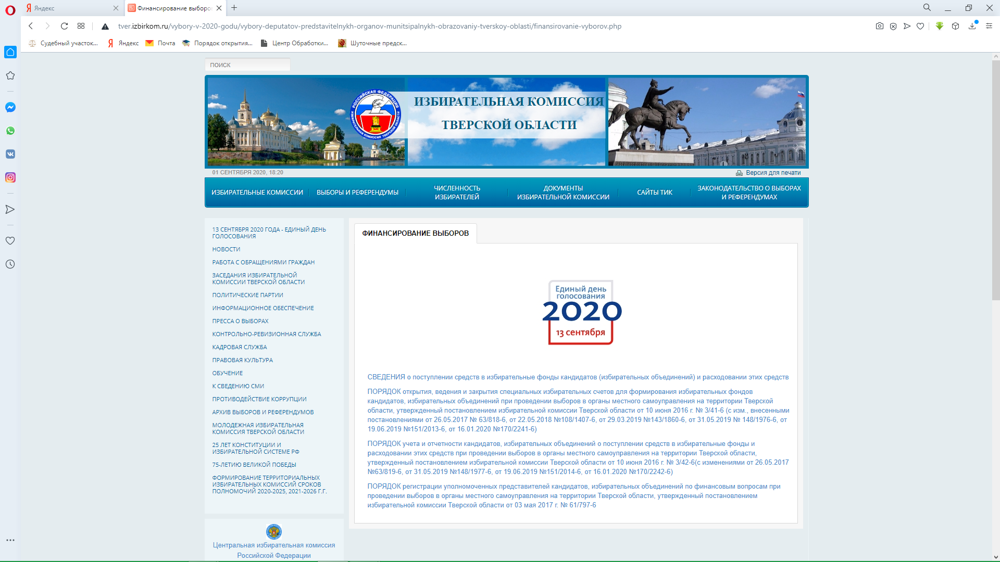 Яндекс
Финансирование выборо
tver.izbirkom.ru/vybory-v-2020-godu/vybory-deputatov-predstavitelnykh-organov-munitsipalnykh-obrazovaniy-tverskoy-oblasti/finansirovanie-vyborov.php
Судебный участок...
Яндекс
Почта
Порядок открытия...
Центр Обработки...
Шуточные предск...
ПОИСК
РОССИЙСКАЯ ФЕДЕРАЦИЯ
ИЗБИРАТЕЛЬНАЯ КОМИССИЯ ТВЕРСКОЙ ОБЛАСТИ
ИЗБИРАТЕЛЬНАЯ КОМИССИЯ
ТВЕРСКОЙ ОБЛАСТИ
01 СЕНТЯБРЯ 2020, 18:20
Версия для печати
ИЗБИРАТЕЛЬНЫЕ КОМИССИИ
ВЫБОРЫ И РЕФЕРЕНДУМЫ
ЧИСЛЕННОСТЬ
ИЗБИРАТЕЛЕЙ
ДОКУМЕНТЫ
ИЗБИРАТЕЛЬНОЙ КОМИССИИ
САЙТЫ ТИК
ЗАКОНОДАТЕЛЬСТВО О ВЫБОРАХ
И РЕФЕРЕНДУМАХ
13 СЕНТЯБРЯ 2020 ГОДА - ЕДИНЫЙ ДЕНЬ
ГОЛОСОВАНИЯ
НОВОСТИ
РАБОТА С ОБРАЩЕНИЯМИ ГРАЖДАН
ЗАСЕДАНИЯ ИЗБИРАТЕЛЬНОЙ
КОМИССИИ ТВЕРСКОЙ ОБЛАСТИ
ПОЛИТИЧЕСКИЕ ПАРТИИ
ИНФОРМАЦИОННОЕ ОБЕСПЕЧЕНИЕ
ПРЕССА О ВЫБОРАХ
КОНТРОЛЬНО-РЕВИЗИОННАЯ СЛУЖБА
КАДРОВАЯ СЛУЖБА
ПРАВОВАЯ КУЛЬТУРА
ОБУЧЕНИЕ
К СВЕДЕНИЮ СМИ
ПРОТИВОДЕЙСТВИЕ КОРРУПЦИИ
АРХИВ ВЫБОРОВ И РЕФЕРЕНДУМОВ
МОЛОДЕЖНАЯ ИЗБИРАТЕЛЬНАЯ
КОМИССИЯ ТВЕРСКОЙ ОБЛАСТИ
25 ЛЕТ КОНСТИТУЦИИ И
ИЗБИРАТЕЛЬНОЙ СИСТЕМЕ РФ
75-ЛЕТИЮ ВЕЛИКОЙ ПОБЕДЫ
ФОРМИРОВАНИЕ ТЕРРИТОРИАЛЬНЫХ
ИЗБИРАТЕЛЬНЫХ КОМИССИЙ СРОКОВ
ПОЛНОМОЧИЙ 2020-2025, 2021-2026 Г.Г.
Центральная избирательная комиссия
Российской Федерации
ФИНАНСИРОВАНИЕ ВЫБОРОВ
Единый день
голосования
2020
13 сентября
СВЕДЕНИЯ о поступлении средств в избирательные фонды кандидатов (избирательных объединений) и расходовании этих средств
ПОРЯДОК открытия, ведения и закрытия специальных избирательных счетов для формирования избирательных фондов
кандидатов, избирательных объединений при проведении выборов в органы местного самоуправления на территории Тверской
области, утвержденный постановлением избирательной комиссии Тверской области от 10 июня 2016 г. № 3/41-6 (с изм., внесенными
постановлениями от 26.05.2017 № 63/818-6, от 22.05.2018 №108/1407-6, от 29.03.2019 №143/1860-6, от 31.05.2019 № 148/1976-6, от
19.06.2019 №151/2013-6, от 16.01.2020 №170/2241-6)
ПОРЯДОК учета и отчетности кандидатов, избирательных объединений о поступлении средств в избирательные фонды и
расходовании этих средств при проведении выборов в органы местного самоуправления на территории Тверской области,
утвержденный постановлением избирательной комиссии Тверской области от 10 июня 2016 г. № 3/42-6(с изменениями от 26.05.2017
№63/819-6, от 31.05.2019 №148/1977-6, от 19.06.2019 №151/2014-6, от 16.01.2020 №170/2242-6)
ПОРЯДОК регистрации уполномоченных представителей кандидатов, избирательных объединений по финансовым вопросам при
проведении выборов в органы местного самоуправления на территории Тверской области, утвержденный постановлением
избирательной комиссии Тверской области от 03 мая 2017 г. № 61/797-6